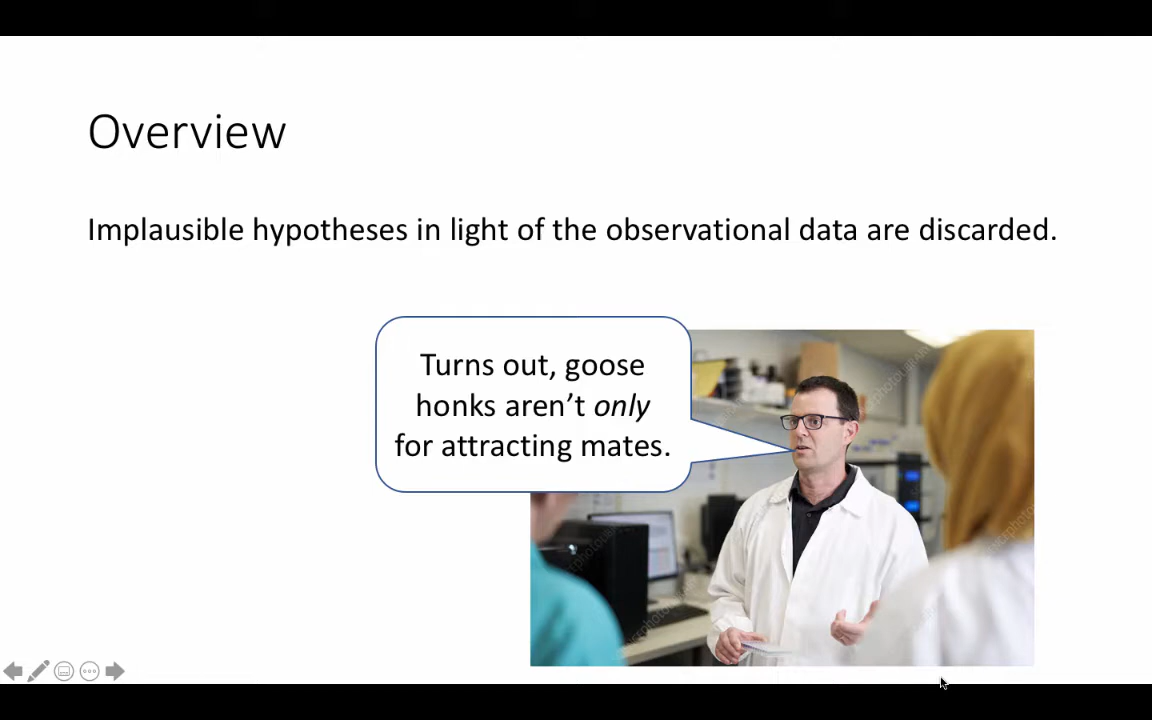 Overview
Implausible hypotheses in light of the observational data are discarded.
Turns out, goose
honks aren’t only
for attracting mates.